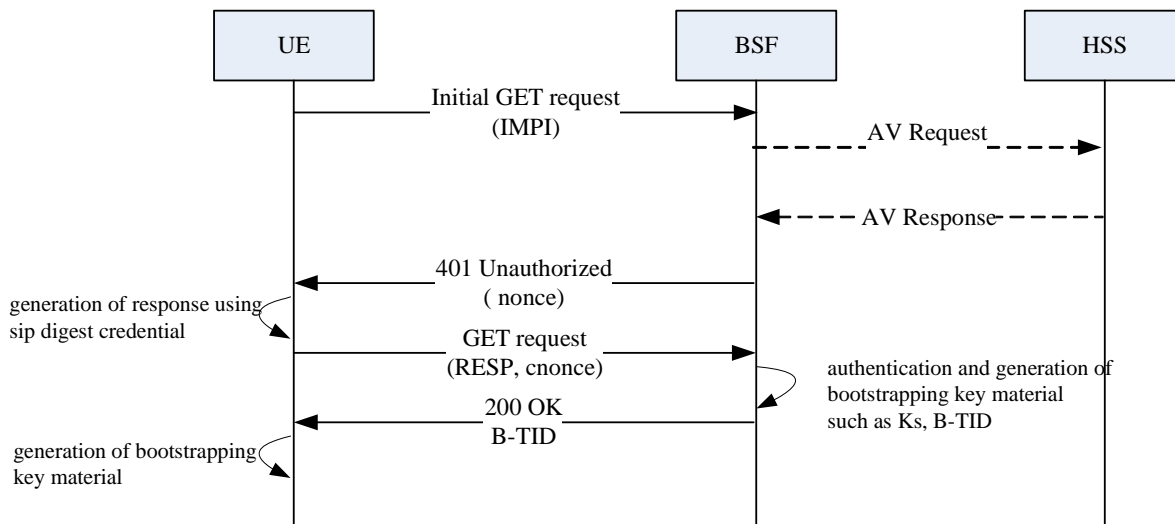 UE
BSF
HSS
Initial GET request
(IMPI)
AV Request
AV Response
401 Unauthorized
( nonce)
generation of response using
sip digest credential
GET request
(RESP, cnonce)
authentication and generation of
bootstrapping key material
such as Ks, B-TID
200 OK
B-TID
generation of bootstrapping
key material